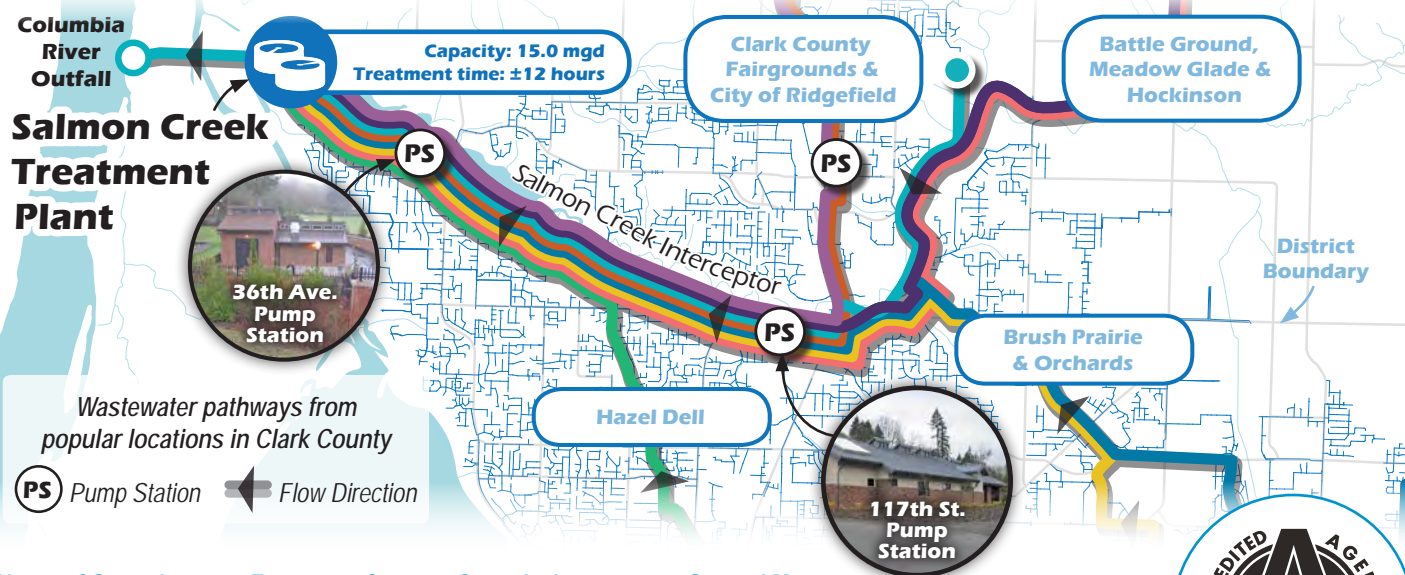 Columbia
River
Outfall
Capacity: 15.0 mgd
Treatment time: ±12 hours
Clark County
Fairgrounds &
City of Ridgefield
Battle Ground,
Meadow Glade &
Hockinson
Salmon Creek
Treatment
Plant
PS
PS
Salmon Creek Interceptor
District
Boundary
36th Ave.
Pump
Station
PS
Brush Prairie
& Orchards
Hazel Dell
Wastewater pathways from
popular locations in Clark County
PS Pump Station
Flow Direction
117th St.
Pump
Station